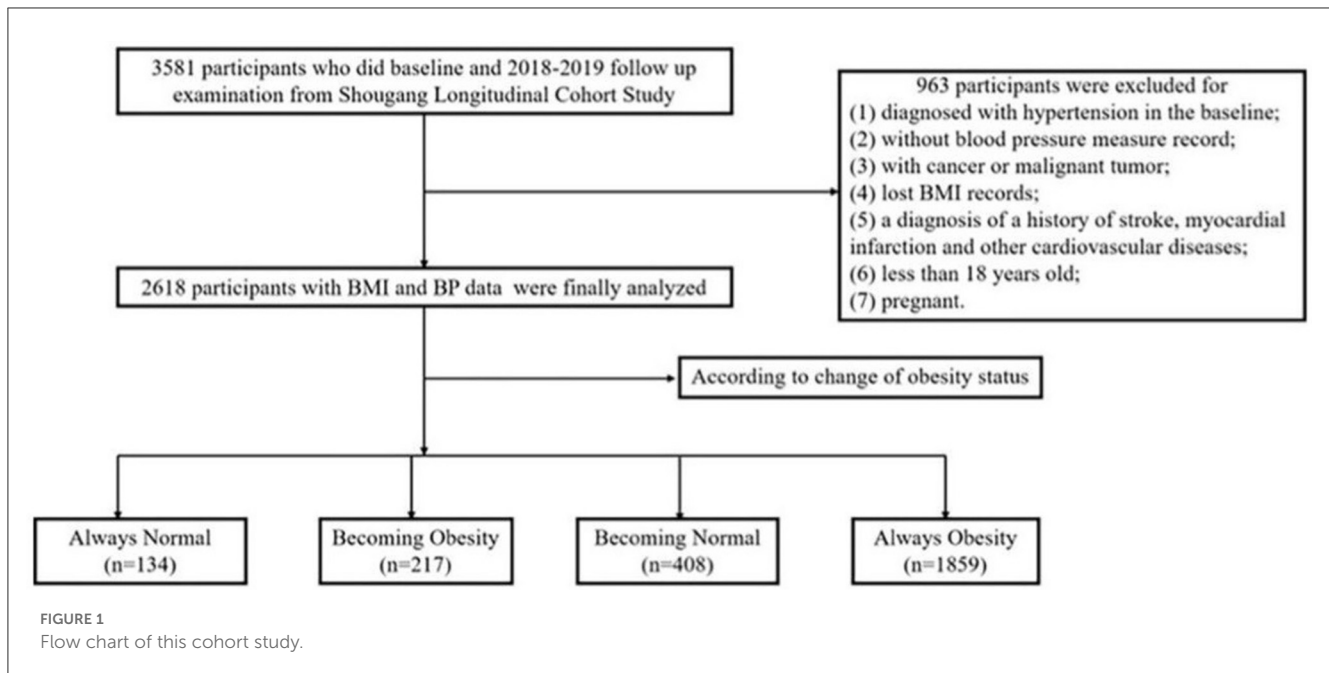 3581 participants who did baseline and 2018-2019 follow up
examination from Shougang Longitudinal Cohort Study
963 participants were excluded for
(1) diagnosed with hypertension in the baseline;
(2) without blood pressure measure record;
(3) with cancer or malignant tumor;
(4) lost BMI records;
(5) a diagnosis of a history of stroke, myocardial
infarction and other cardiovascular diseases;
(6) less than 18 years old;
(7) pregnant.
2618 participants with BMI and BP data were finally analyzed
According to change of obesity status
Always Normal
(n=134)
Becoming Obesity
(n=217)
Becoming Normal
(n=408)
Always Obesity
(n=1859)
FIGURE 1
Flow chart of this cohort study.